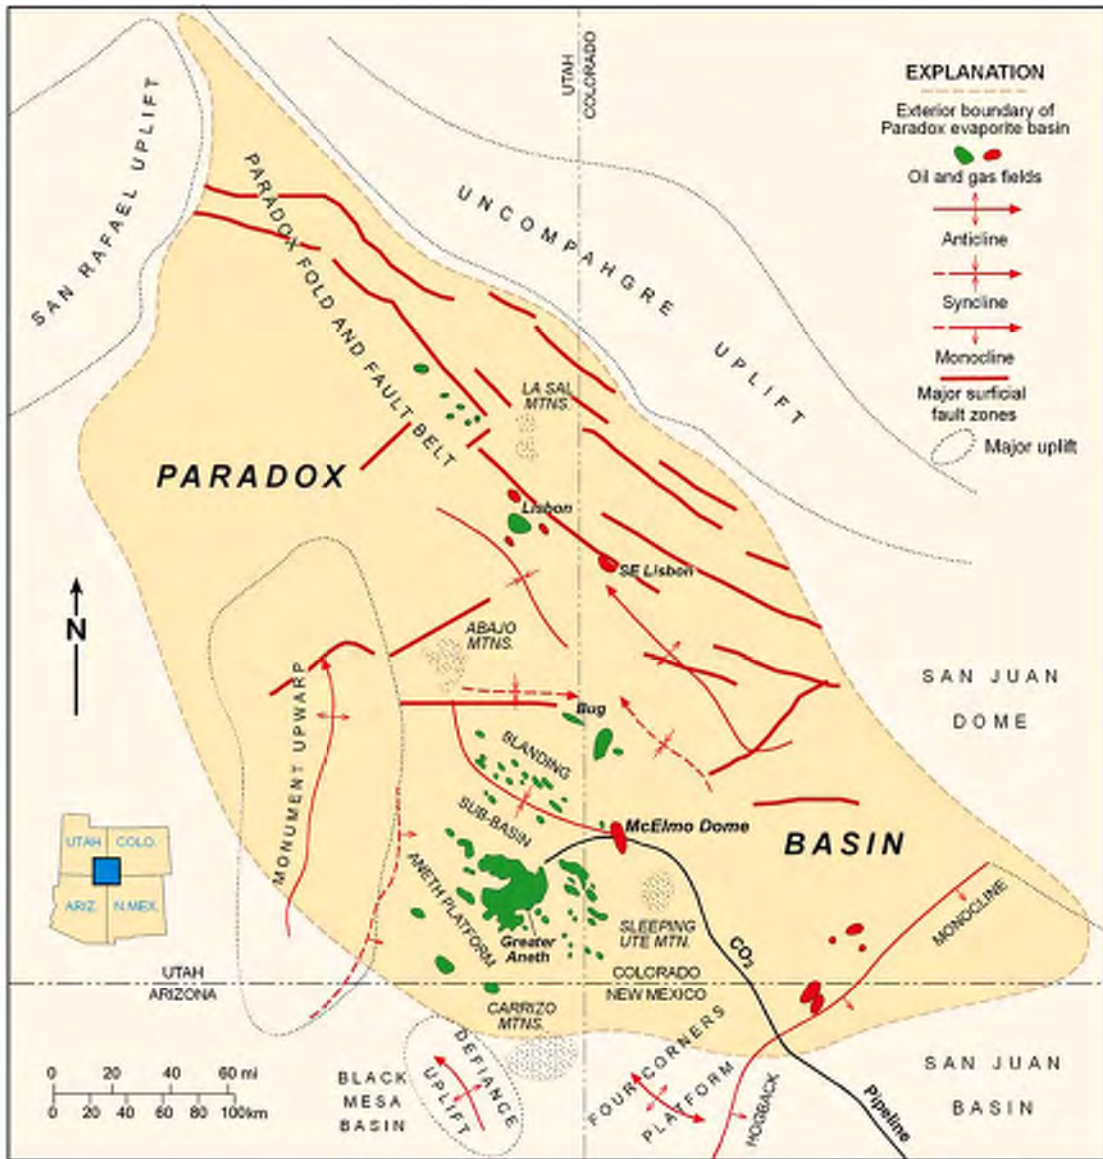 UTAH
COLORADO
EXPLANATION
Exterior boundary of
Paradox evaporite basin
Oil and gas fields
Anticline
Syncline
Monocline
Major surficial
fault zones
Major uplift
SAN RAFAEL UPLIFT
PARADOX FOLD AND FAULT BELT
UNCOMPAHGRE UPLIFT
LA SAL
MTNS.
PARADOX
Lisbon
SE Lisbon
N
ABAJO
MTNS.
SAN JUAN
DOME
MONUMENT UPWARP
Bug
BLANDING
SUB-BASIN
McElmo Dome
BASIN
UTAH
COLO.
ARIZ.
N.MEX.
ANETH PLATFORM
Greater
Aneth
SLEEPING
UTE MTN.
MONOCLINE
CO2
UTAH
ARIZONA
COLORADO
NEW MEXICO
CARRIZO
MTNS.
0 20 40 60 mi
0 20 40 60 80 100km
BLACK
MESA
BASIN
DEFIANCE
UPLIFT
FOUR CORNERS
PLATFORM
HOGBACK
Pipeline
SAN JUAN
BASIN